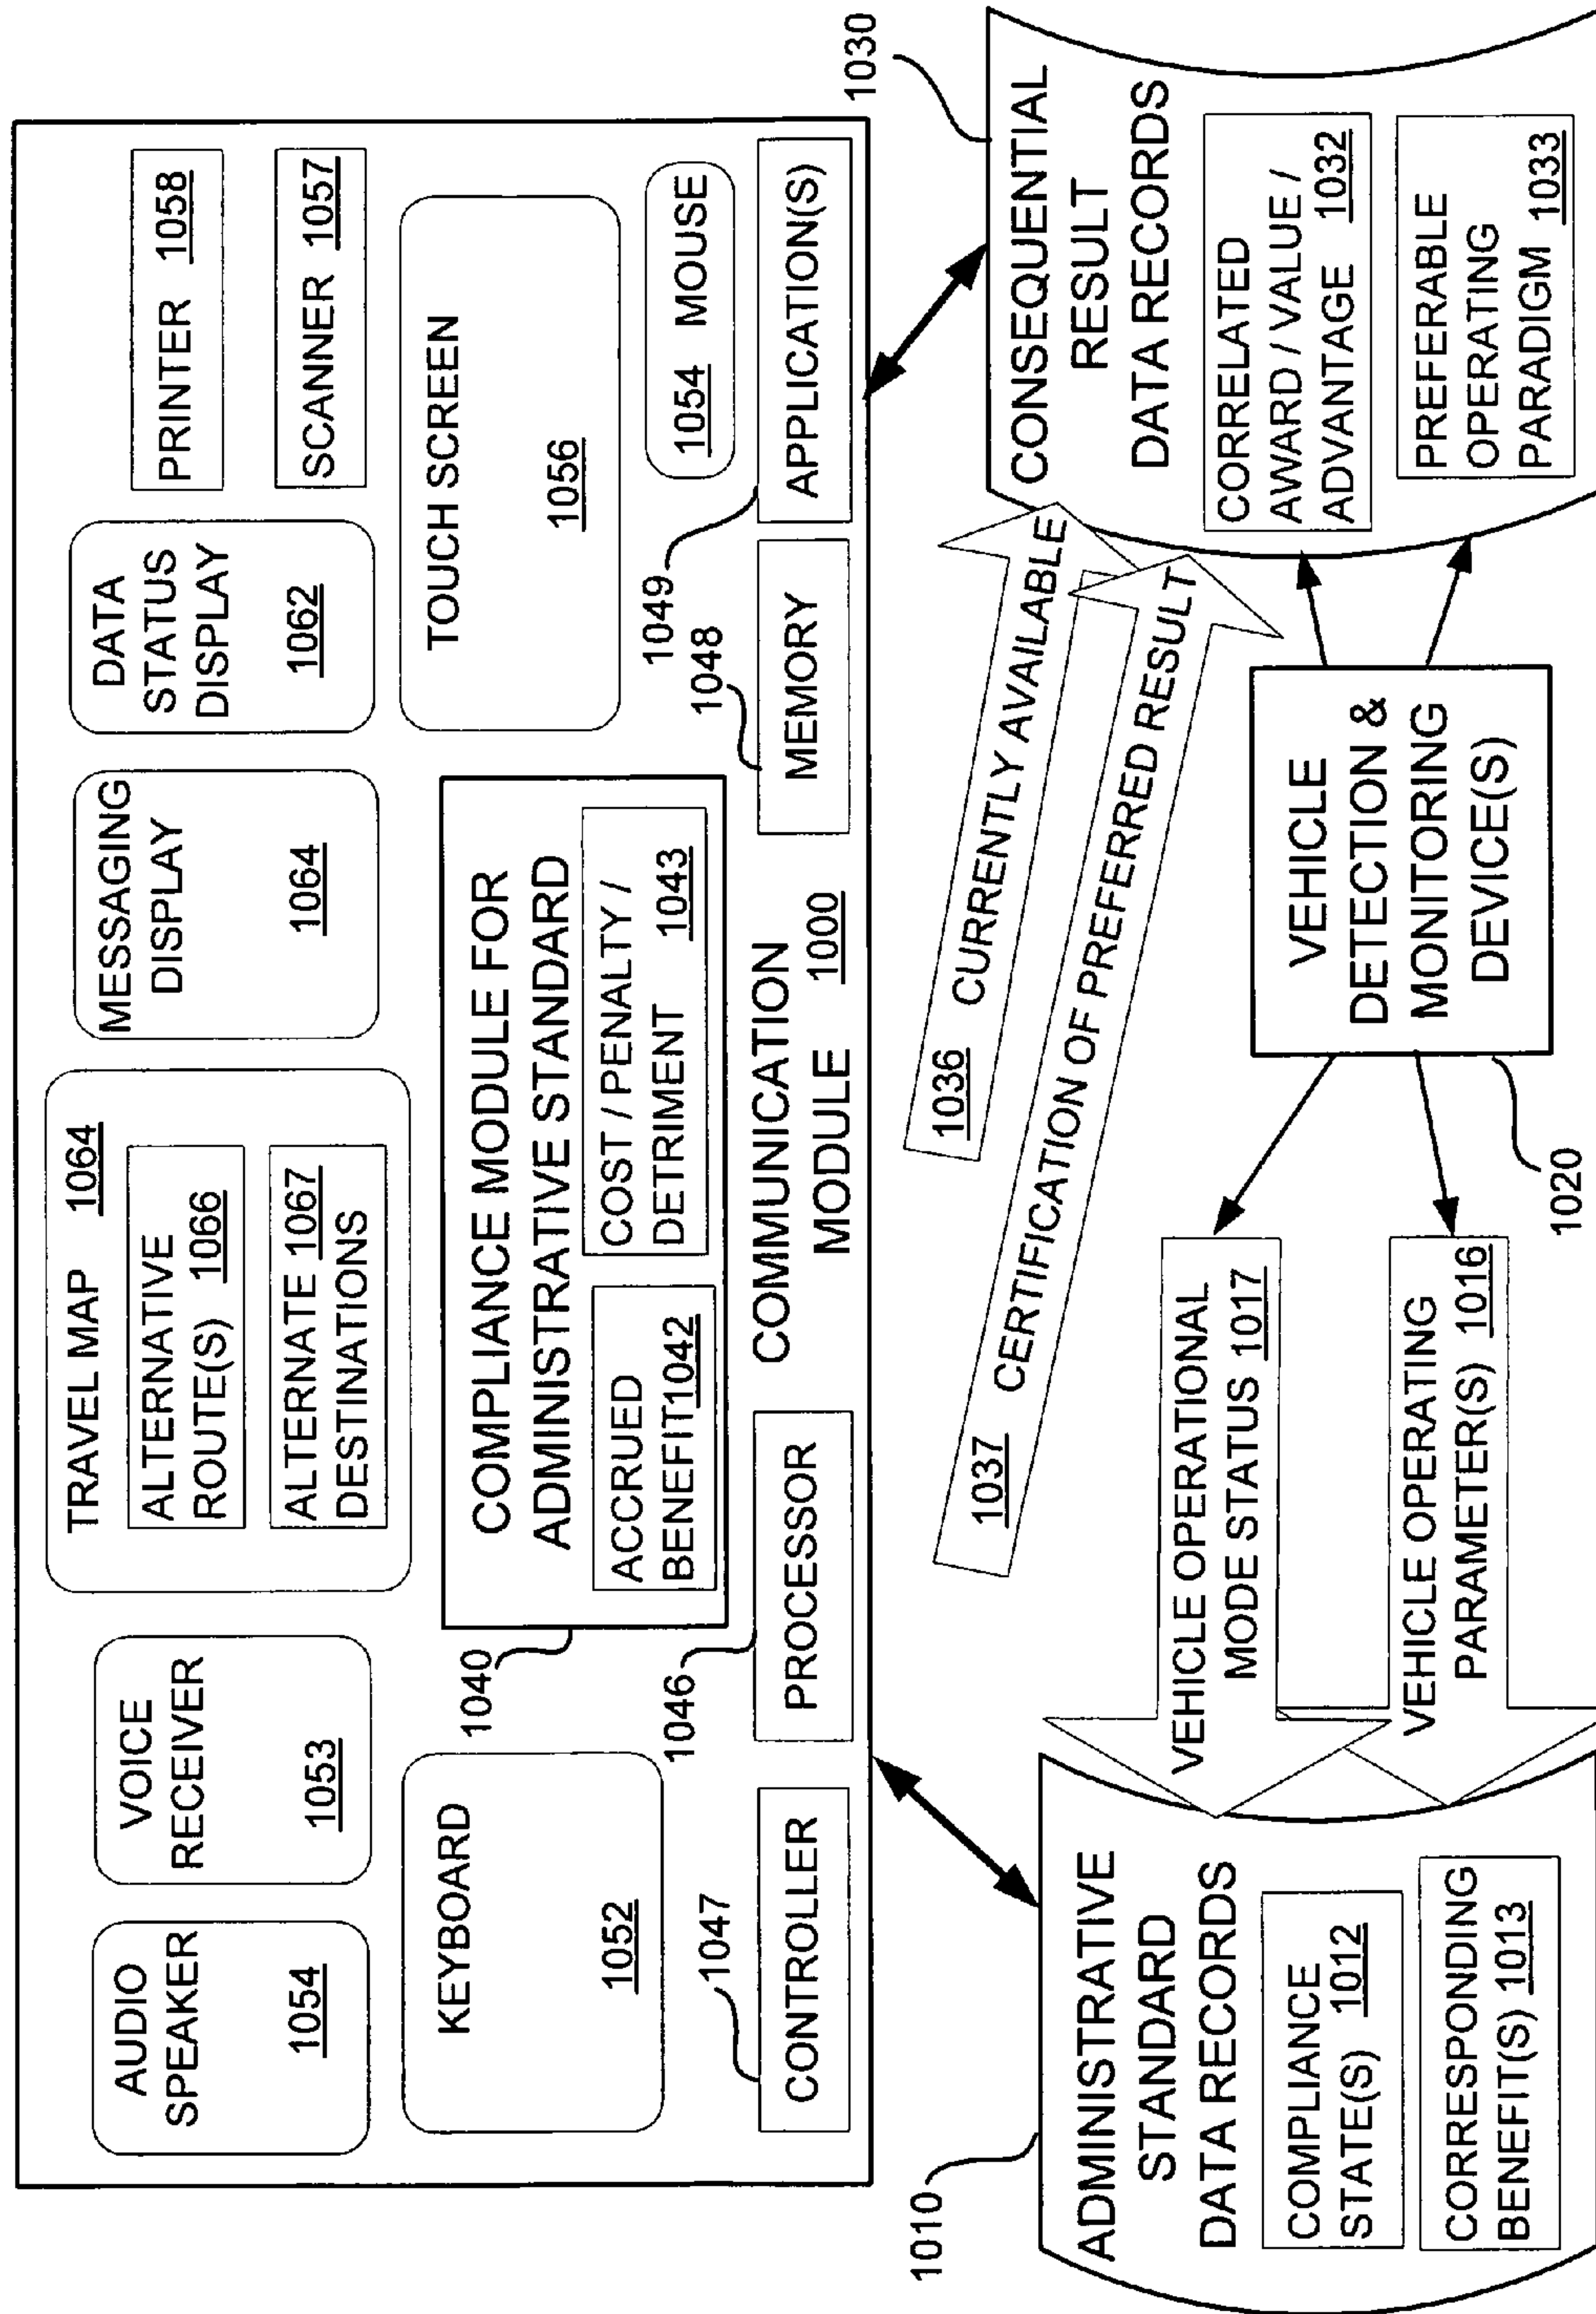 AUDIO
SPEAKER
1054
VOICE
RECEIVER
1053
TRAVEL MAP 1064
ALTERNATIVE
ROUTE(S) 1066
ALTERNATE 1067
DESTINATIONS
MESSAGING
DISPLAY
1064
DATA
STATUS
DISPLAY
1062
PRINTER 1058
SCANNER 1057
KEYBOARD
1052
1040
COMPLIANCE MODULE FOR
ADMINISTRATIVE STANDARD
ACCRUED
BENEFIT 1042
COST / PENALTY /
DETRIMENT 1043
TOUCH SCREEN
1056
1054 MOUSE
1047
CONTROLLER
1046
PROCESSOR
COMMUNICATION
MODULE 1000
1048
MEMORY
1049
APPLICATION(S)
1010
ADMINISTRATIVE
STANDARD
DATA RECORDS
COMPLIANCE
STATE(S) 1012
CORRESPONDING
BENEFIT(S) 1013
1036 CURRENTLY AVAILABLE
1037 CERTIFICATION OF PREFERRED RESULT
VEHICLE OPERATIONAL
MODE STATUS 1017
VEHICLE OPERATING
PARAMETER(S) 1016
VEHICLE
DETECTION &
MONITORING
DEVICE(S)
1020
1030
CONSEQUENTIAL
RESULT
DATA RECORDS
CORRELATED
AWARD / VALUE /
ADVANTAGE 1032
PREFERABLE
OPERATING
PARADIGM 1033